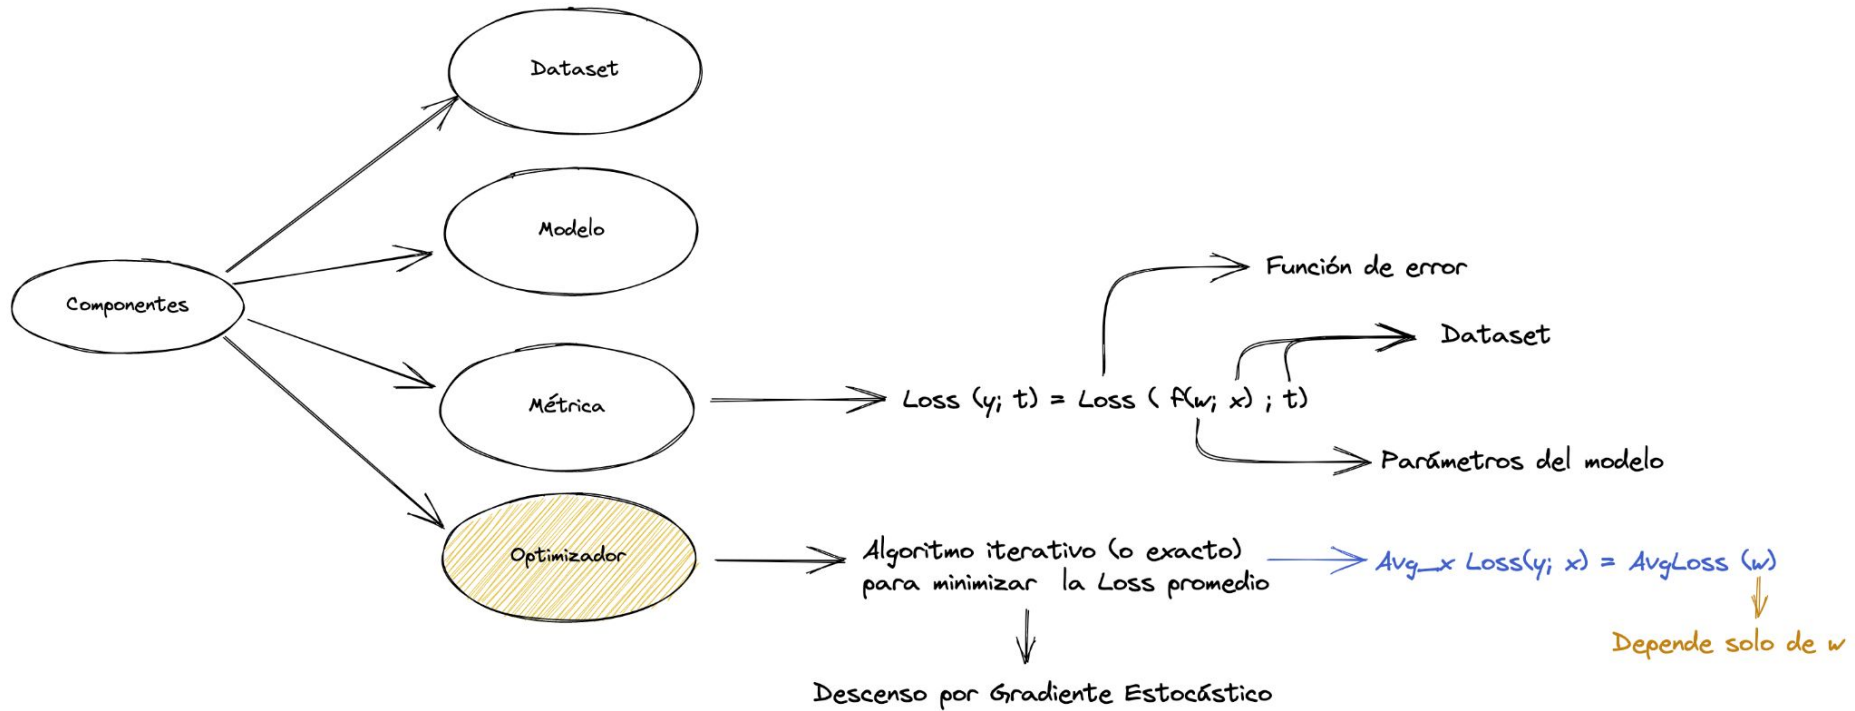 Dataset
Modelo
Componentes
Función de error
Dataset
Métrica
Loss (y; t) = Loss ( f(w; x) ; t)
Parámetros del modelo
Optimizador
Algoritmo iterativo (o exacto)
para minimizar la Loss promedio
Avg_x Loss(y; x) = AvgLoss (w)
Depende solo de w
Descenso por Gradiente Estocástico